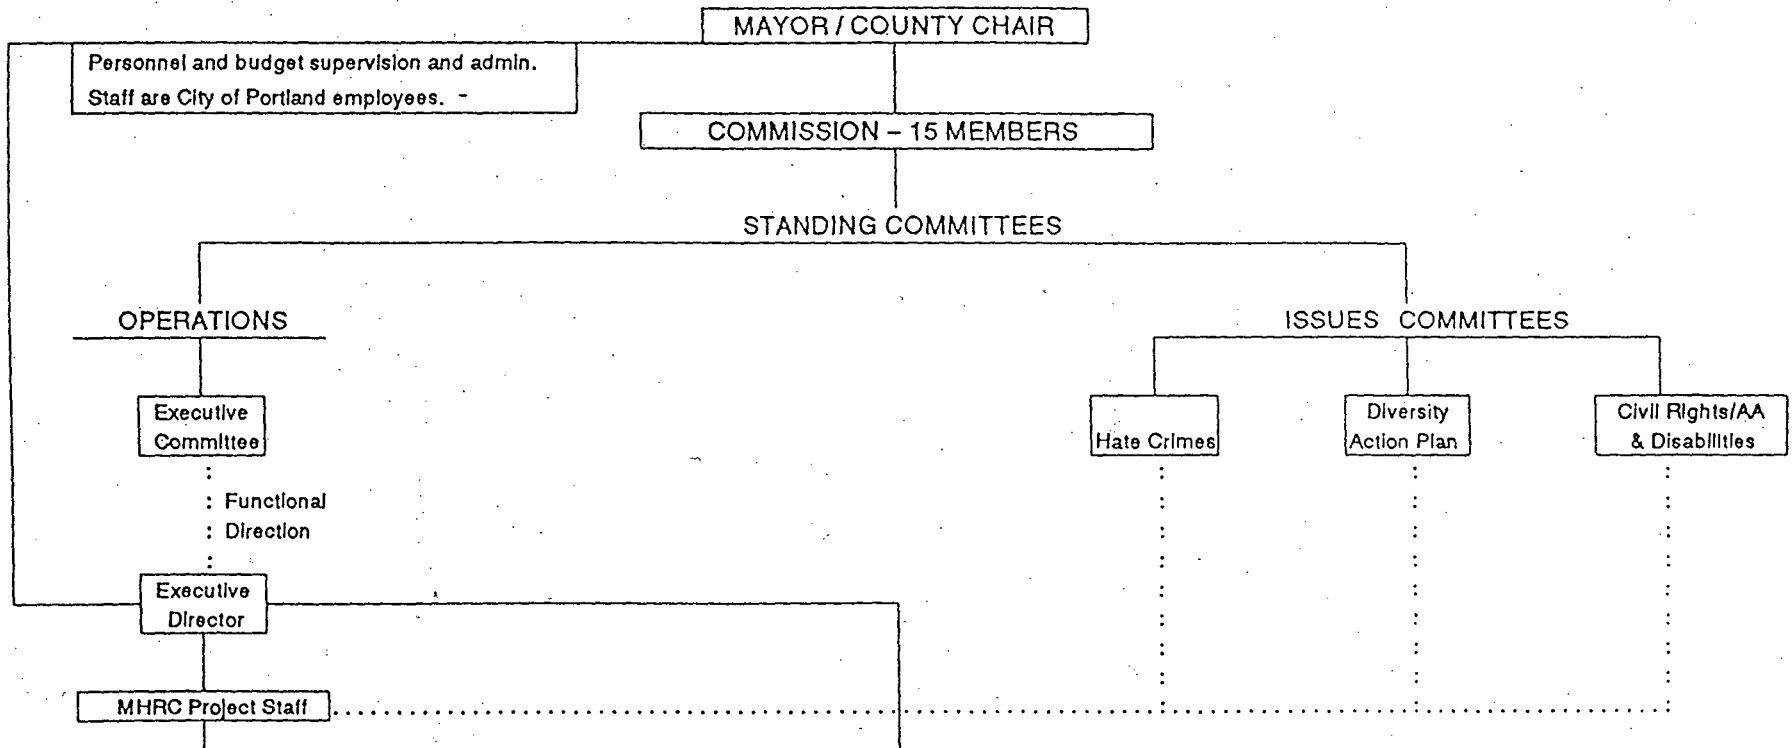 MAYOR / COUNTY CHAIR
Personnel and budget supervision and admin.
Staff are City of Portland employees. -
COMMISSION – 15 MEMBERS
STANDING COMMITTEES
OPERATIONS
ISSUES COMMITTEES
Executive
Committee
Hate Crimes
Diversity
Action Plan
Civil Rights/AA
& Disabilities
Functional
Direction
Executive
Director
MHRC Project Staff